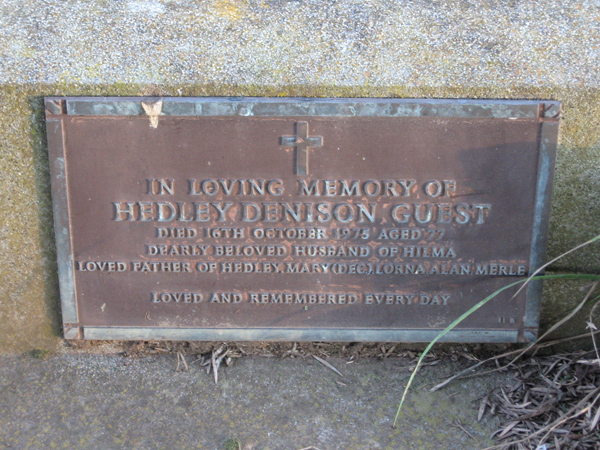 IN LOVING MEMORY OF
HEDLEY DENISON GUEST
DIED 16TH OCTOBER 1975 AGED 77
DEARLY BELOVED HUSBAND OF HILMA
LOVED FATHER OF HEDLEY, MARY (DEC), LORNA, ALAN, MERLE
LOVED AND REMEMBERED EVERY DAY